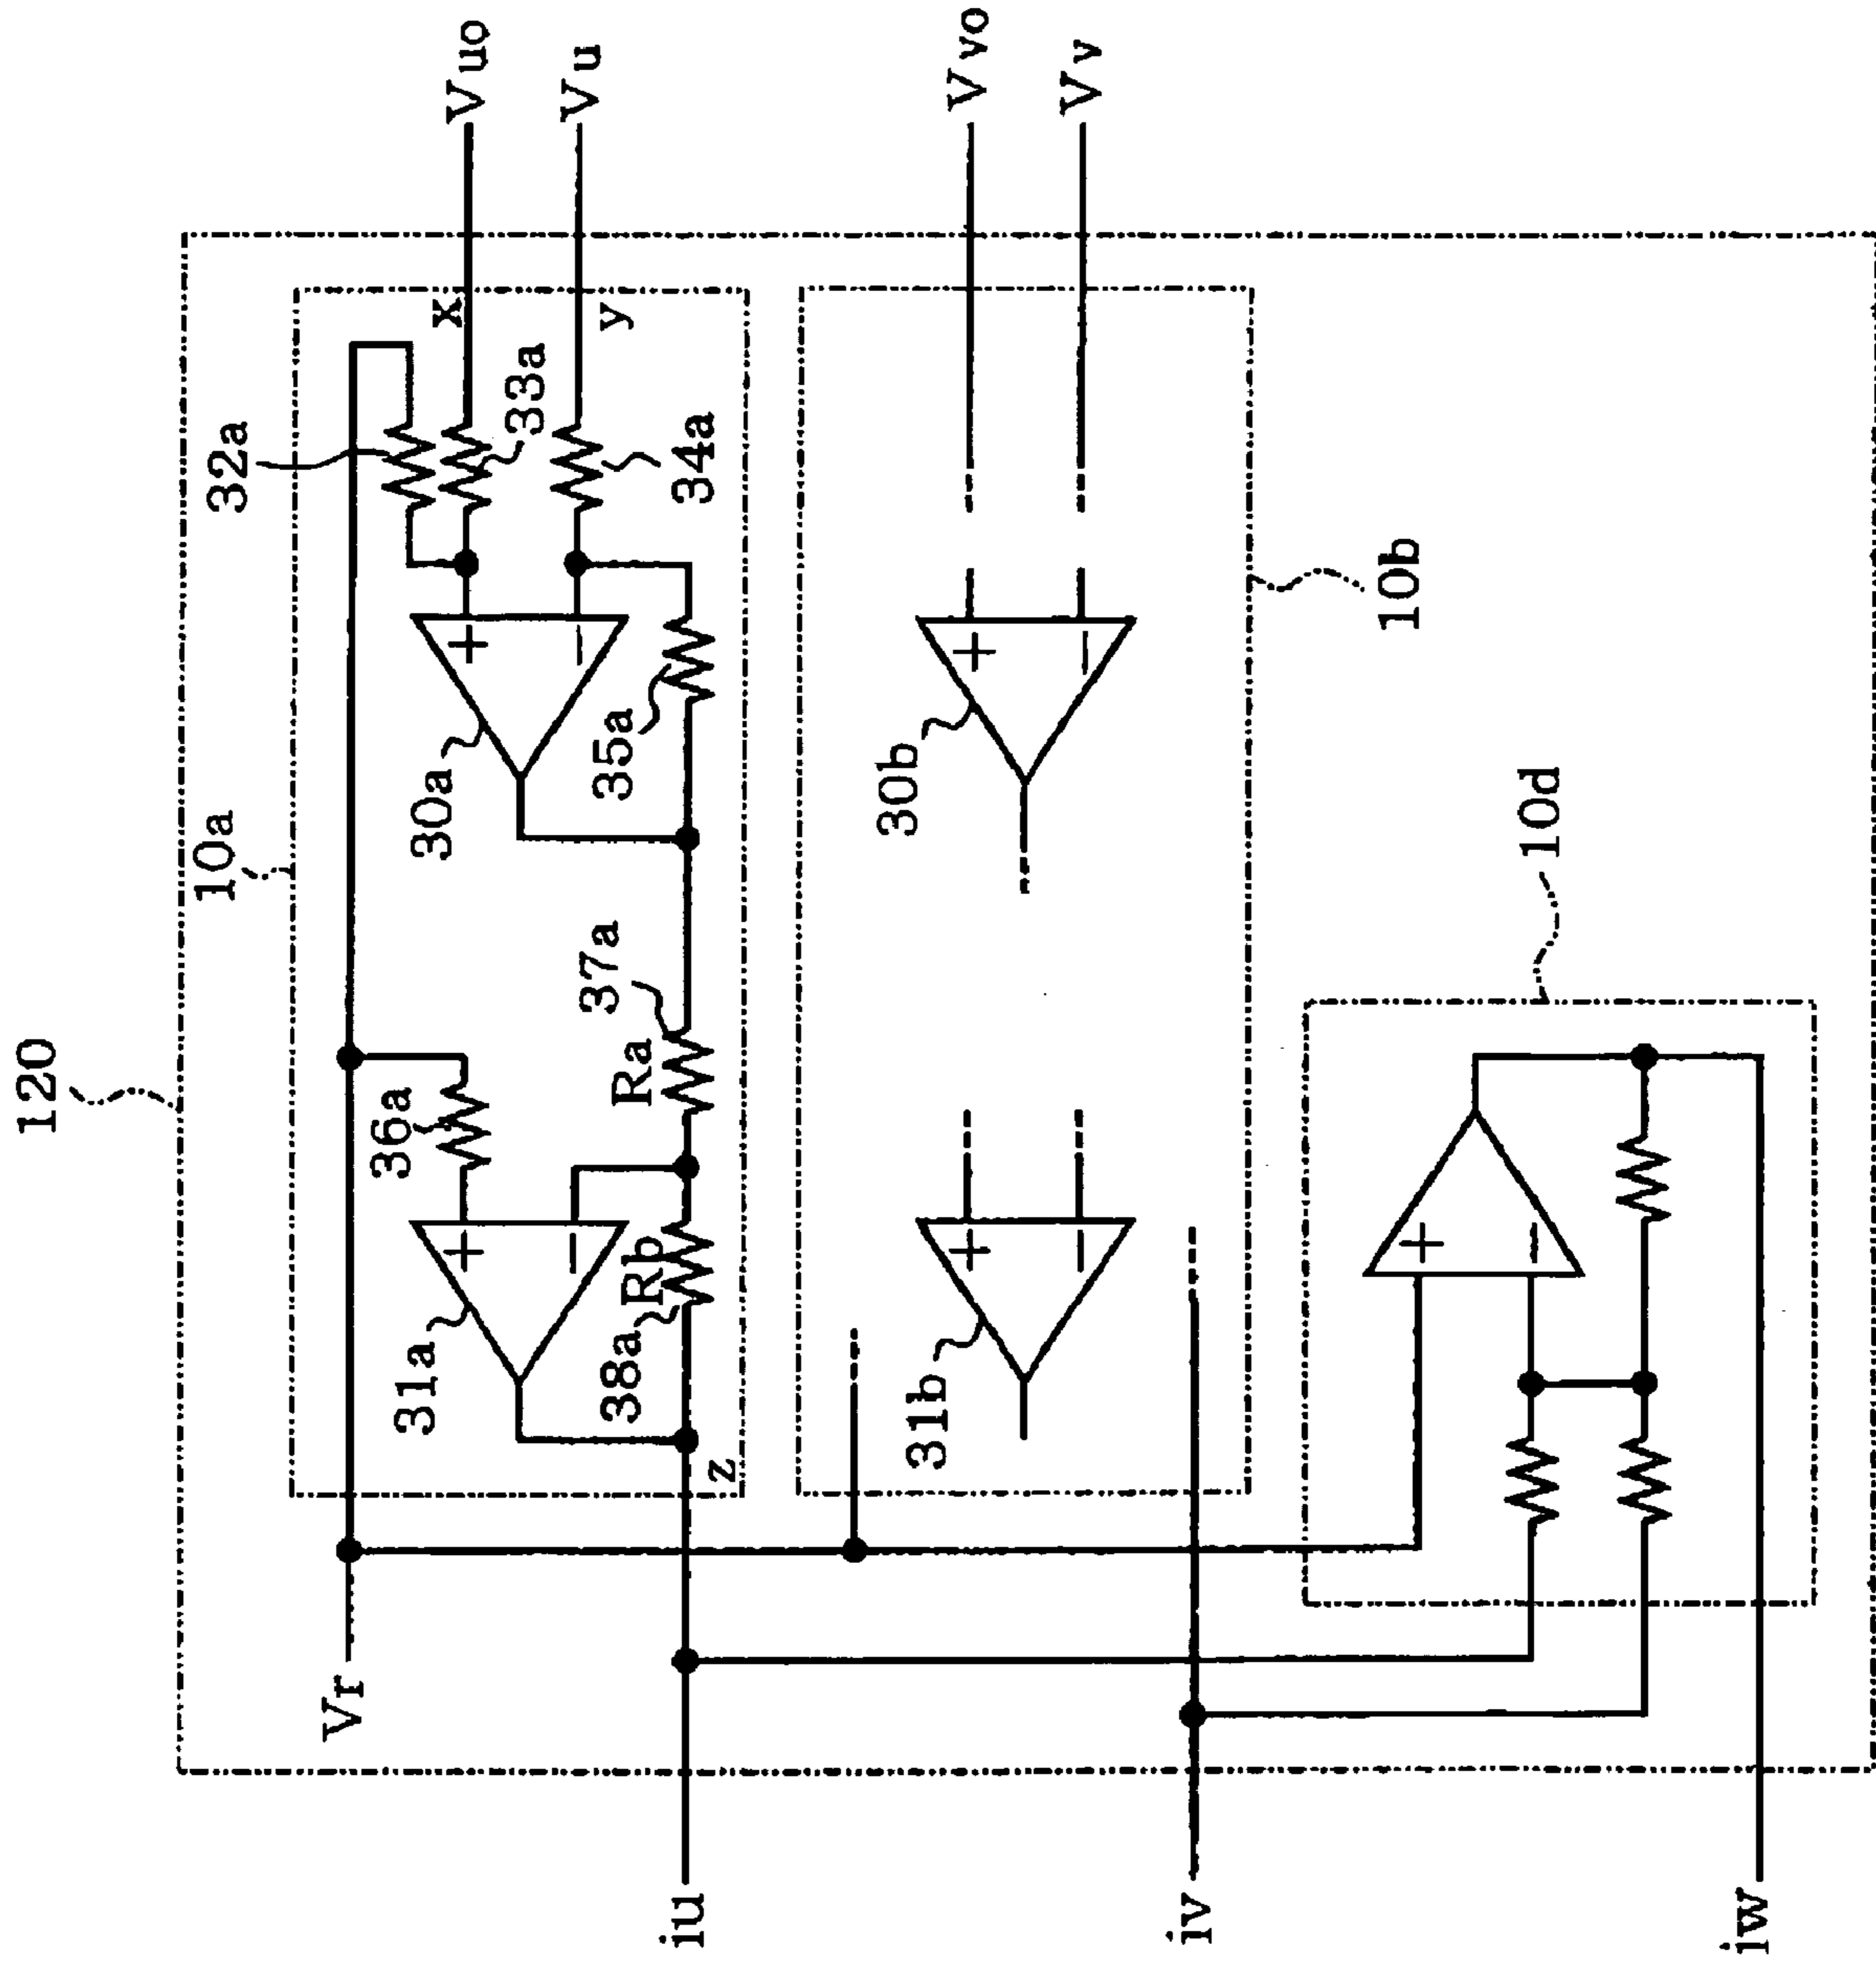 120
10a
32a
Vuo
x
33a
Vu
y
34a
30a
+
−
35a
37a
Ra
36a
31a
+
−
Rb
38a
z
Vr
iu
Vvo
Vv
10b
30b
+
−
31b
+
−
iv
10d
+
−
iw